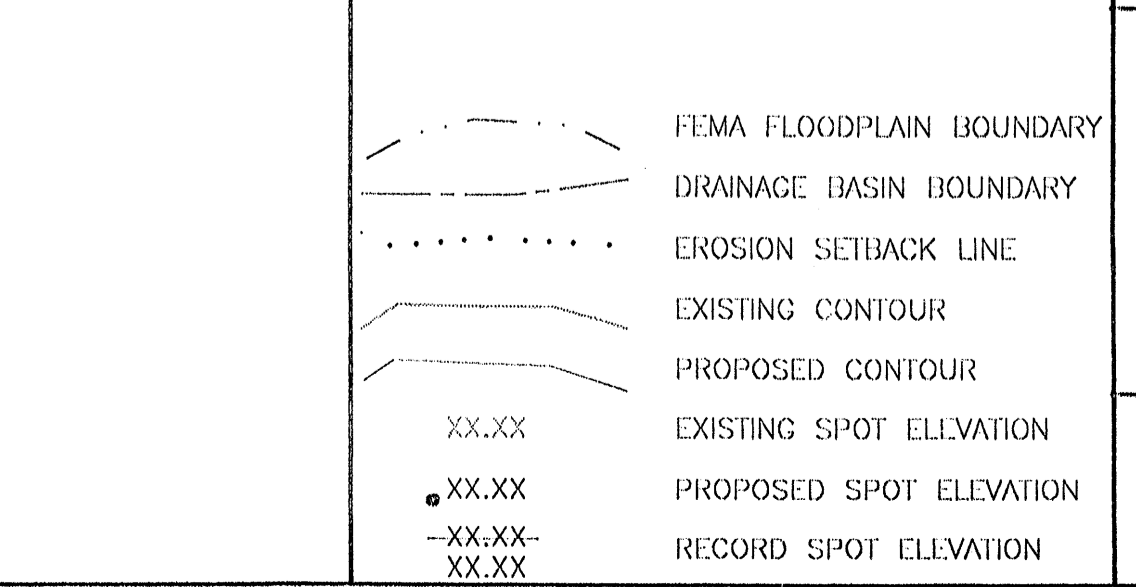 FEMA FLOODPLAIN BOUNDARY
DRAINAGE BASIN BOUNDARY
EROSION SETBACK LINE
EXISTING CONTOUR
PROPOSED CONTOUR
XX.XX EXISTING SPOT ELEVATION
XX.XX PROPOSED SPOT ELEVATION
XX.XX RECORD SPOT ELEVATION
XX.XX